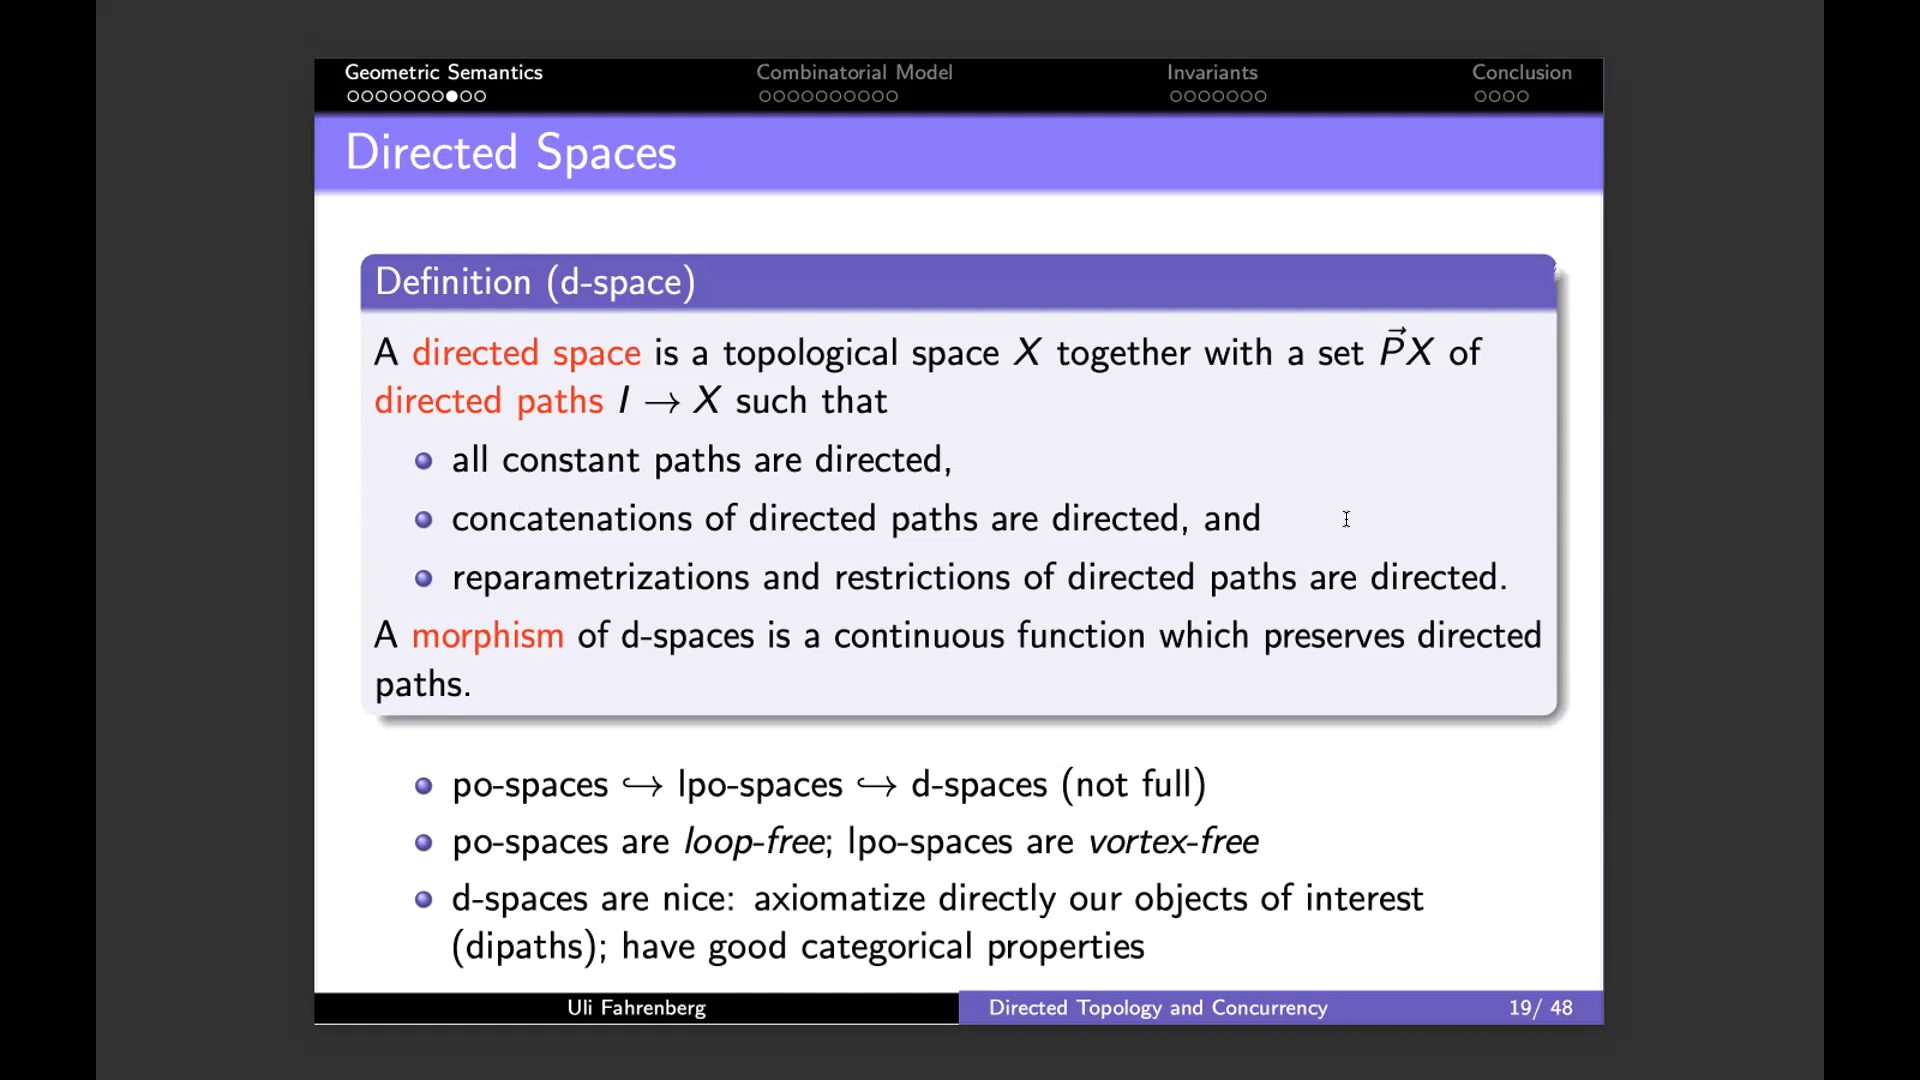 Geometric Semantics
Combinatorial Model
Invariants
Conclusion
Directed Spaces
Definition (d-space)
A directed space is a topological space X together with a set P⃗X of
directed paths I → X such that
all constant paths are directed,
concatenations of directed paths are directed, and
reparametrizations and restrictions of directed paths are directed.
A morphism of d-spaces is a continuous function which preserves directed
paths.
po-spaces ↪ lpo-spaces ↪ d-spaces (not full)
po-spaces are loop-free; lpo-spaces are vortex-free
d-spaces are nice: axiomatize directly our objects of interest
(dipaths); have good categorical properties
Uli Fahrenberg
Directed Topology and Concurrency
19/ 48